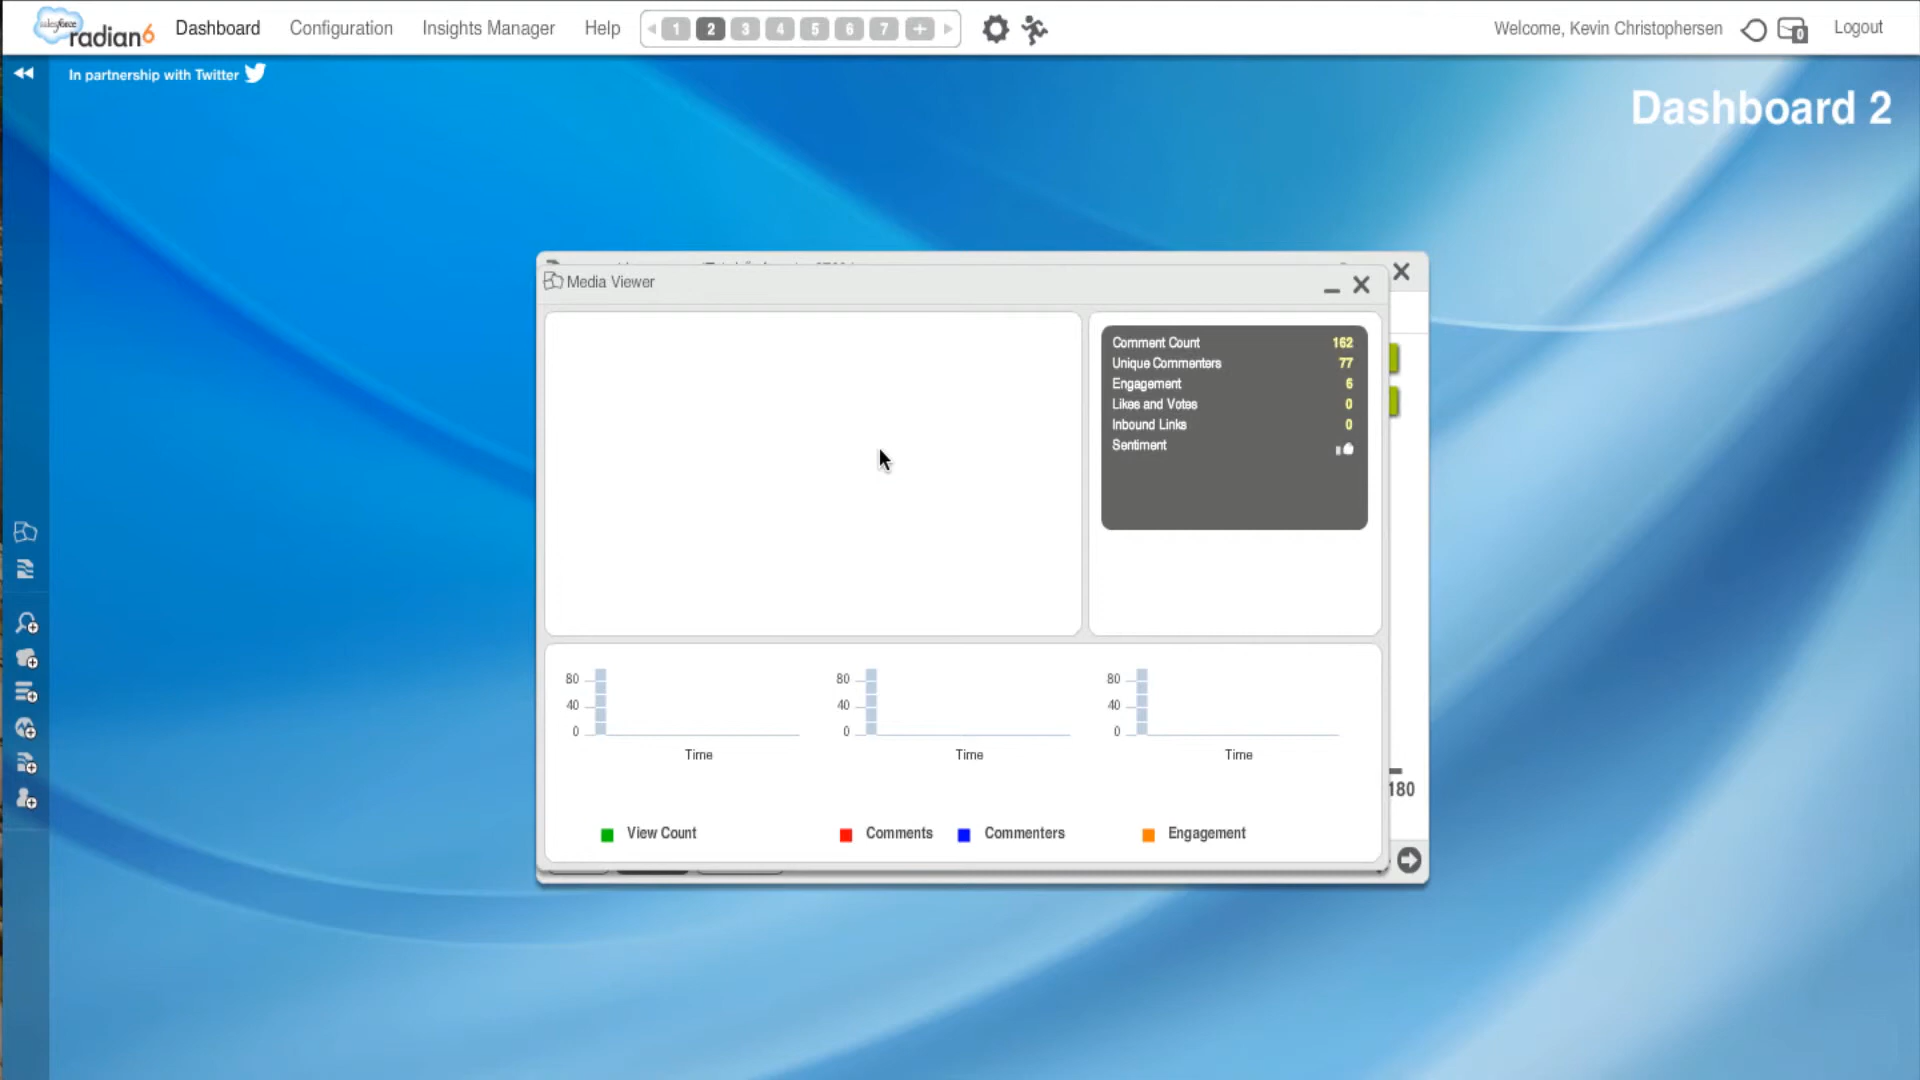 salesforce
radian6
Dashboard
Configuration
Insights Manager
Help
1 2 3 4 5 6 7 +
Welcome, Kevin Christophersen
0
Logout
In partnership with Twitter
Dashboard 2
Media Viewer
Comment Count 162
Unique Commenters 77
Engagement 6
Likes and Votes 0
Inbound Links 0
Sentiment
80
40
0
Time
80
40
0
Time
80
40
0
Time
180
View Count
Comments
Commenters
Engagement